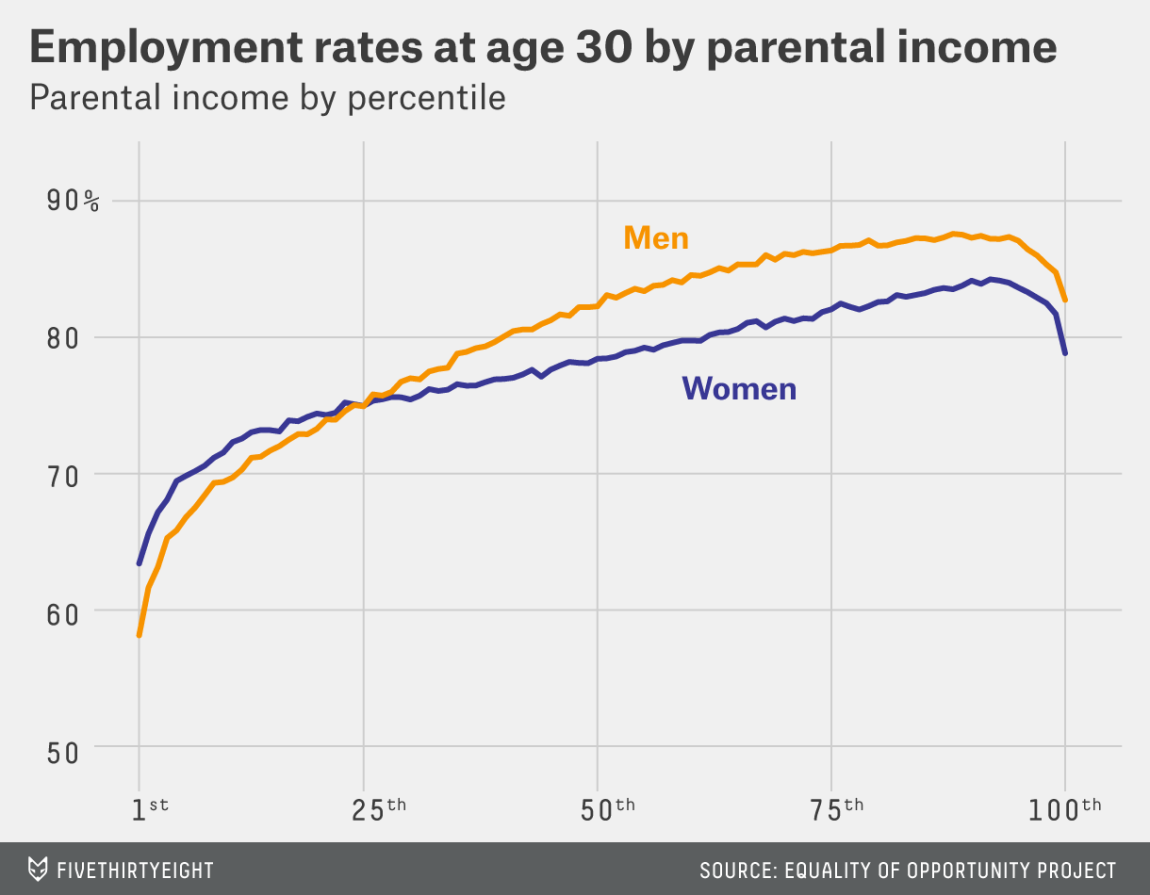 Employment rates at age 30 by parental income
Parental income by percentile
90%
Men
80
Women
70
60
50
1st 25th 50th 75th 100th
FIVETHIRTYEIGHT SOURCE: EQUALITY OF OPPORTUNITY PROJECT